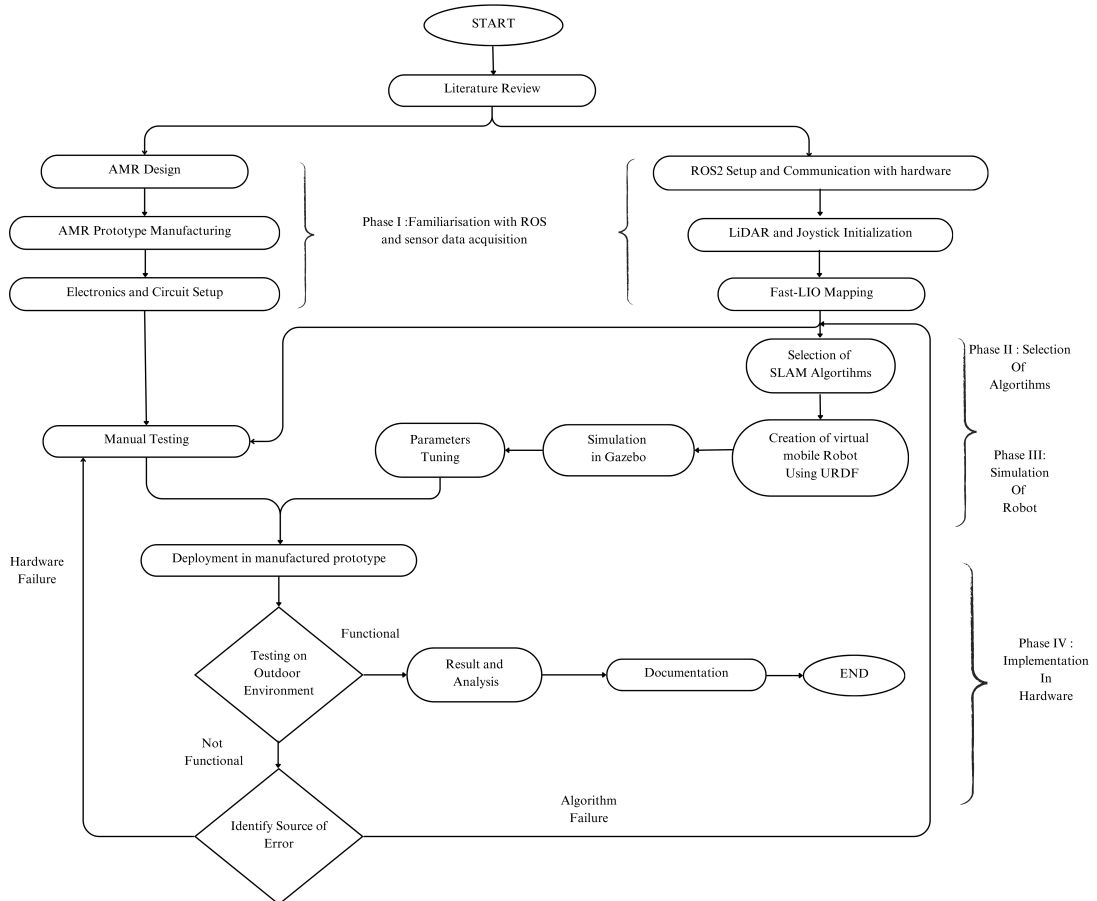 START
Literature Review
AMR Design
ROS2 Setup and Communication with hardware
Phase I :Familiarisation with ROS
and sensor data acquisition
AMR Prototype Manufacturing
LiDAR and Joystick Initialization
Electronics and Circuit Setup
Fast-LIO Mapping
Selection of
SLAM Algortihms
Phase II : Selection
Of
Algortihms
Manual Testing
Parameters
Tuning
Simulation
in Gazebo
Creation of virtual
mobile Robot
Using URDF
Phase III:
Simulation
Of
Robot
Deployment in manufactured prototype
Hardware
Failure
Functional
Testing on
Outdoor
Environment
Result and
Analysis
Documentation
END
Phase IV :
Implementation
In
Hardware
Not
Functional
Algorithm
Failure
Identify Source of
Error